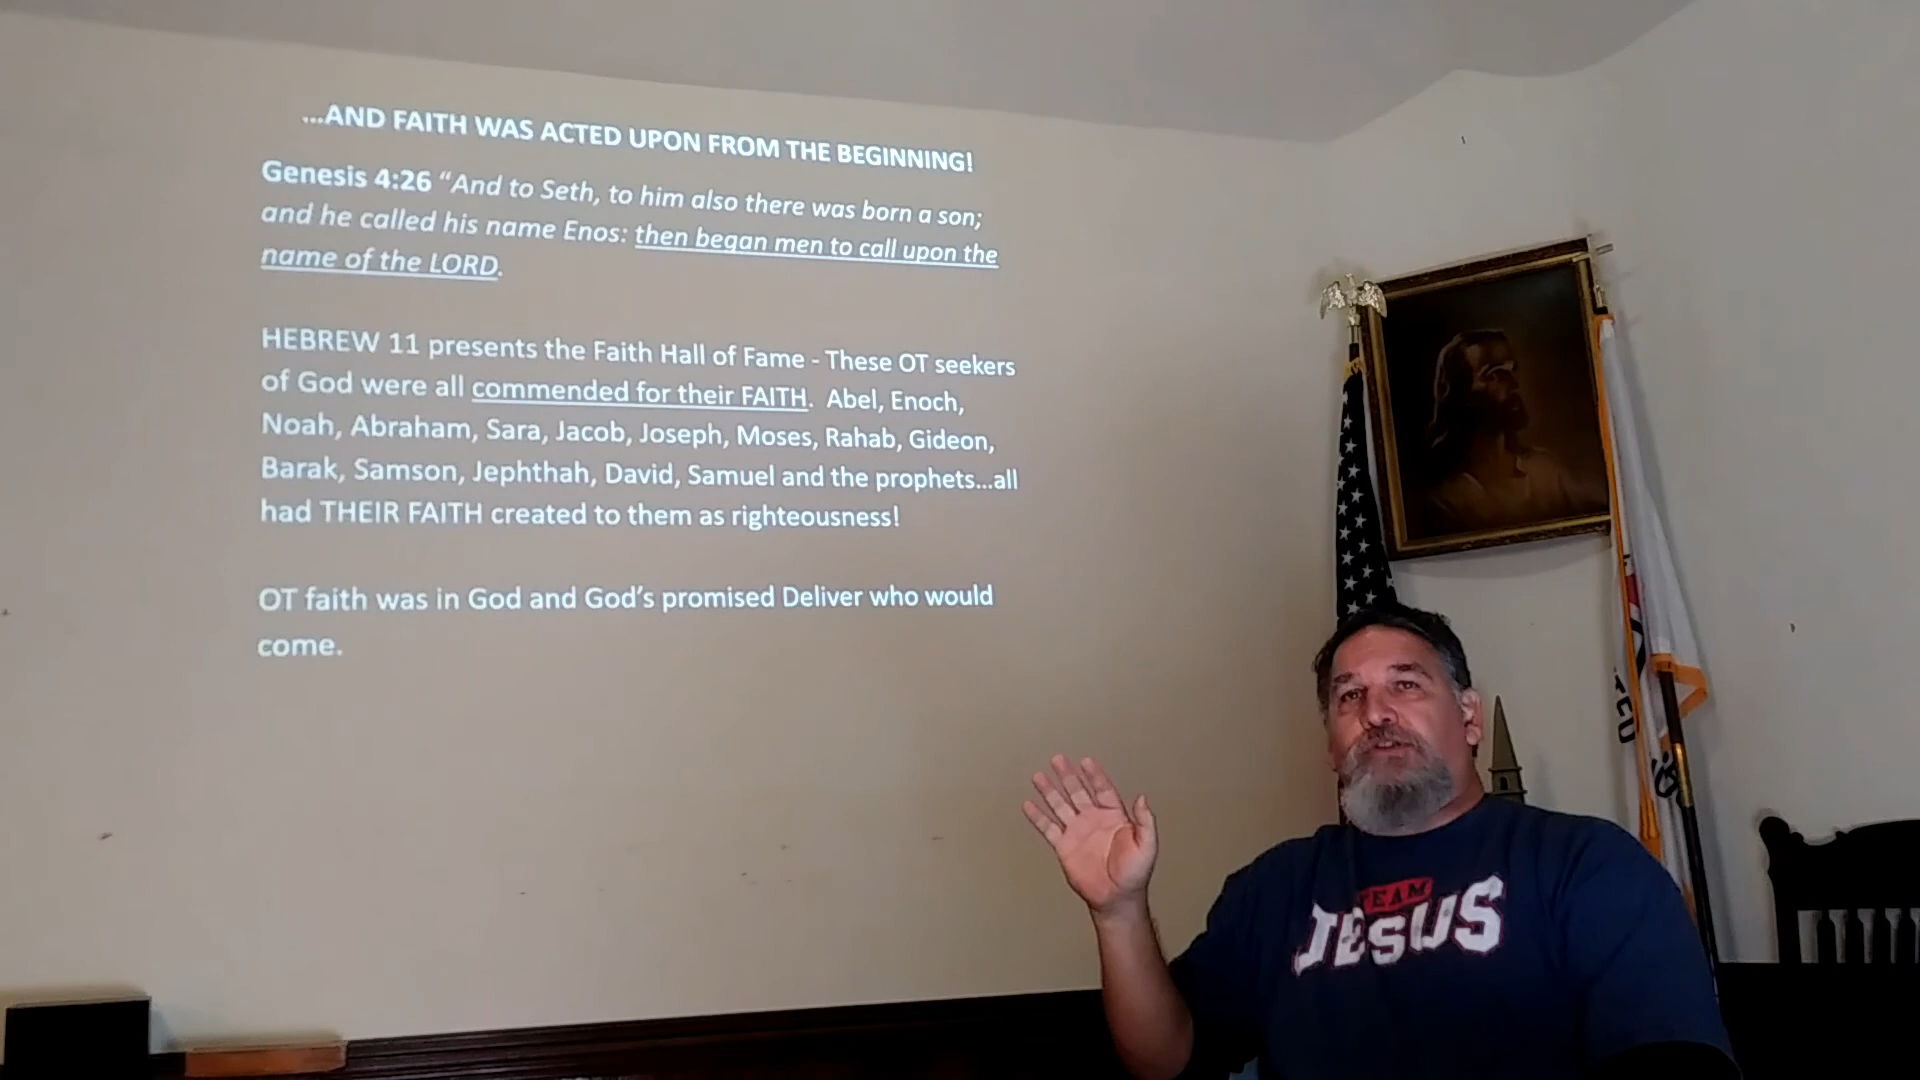 ...AND FAITH WAS ACTED UPON FROM THE BEGINNING!
Genesis 4:26 “And to Seth, to him also there was born a son;
and he called his name Enos: then began men to call upon the
name of the LORD.
HEBREW 11 presents the Faith Hall of Fame - These OT seekers
of God were all commended for their FAITH.  Abel, Enoch,
Noah, Abraham, Sara, Jacob, Joseph, Moses, Rahab, Gideon,
Barak, Samson, Jephthah, David, Samuel and the prophets...all
had THEIR FAITH created to them as righteousness!
OT faith was in God and God’s promised Deliver who would
come.
TEAM
JESUS